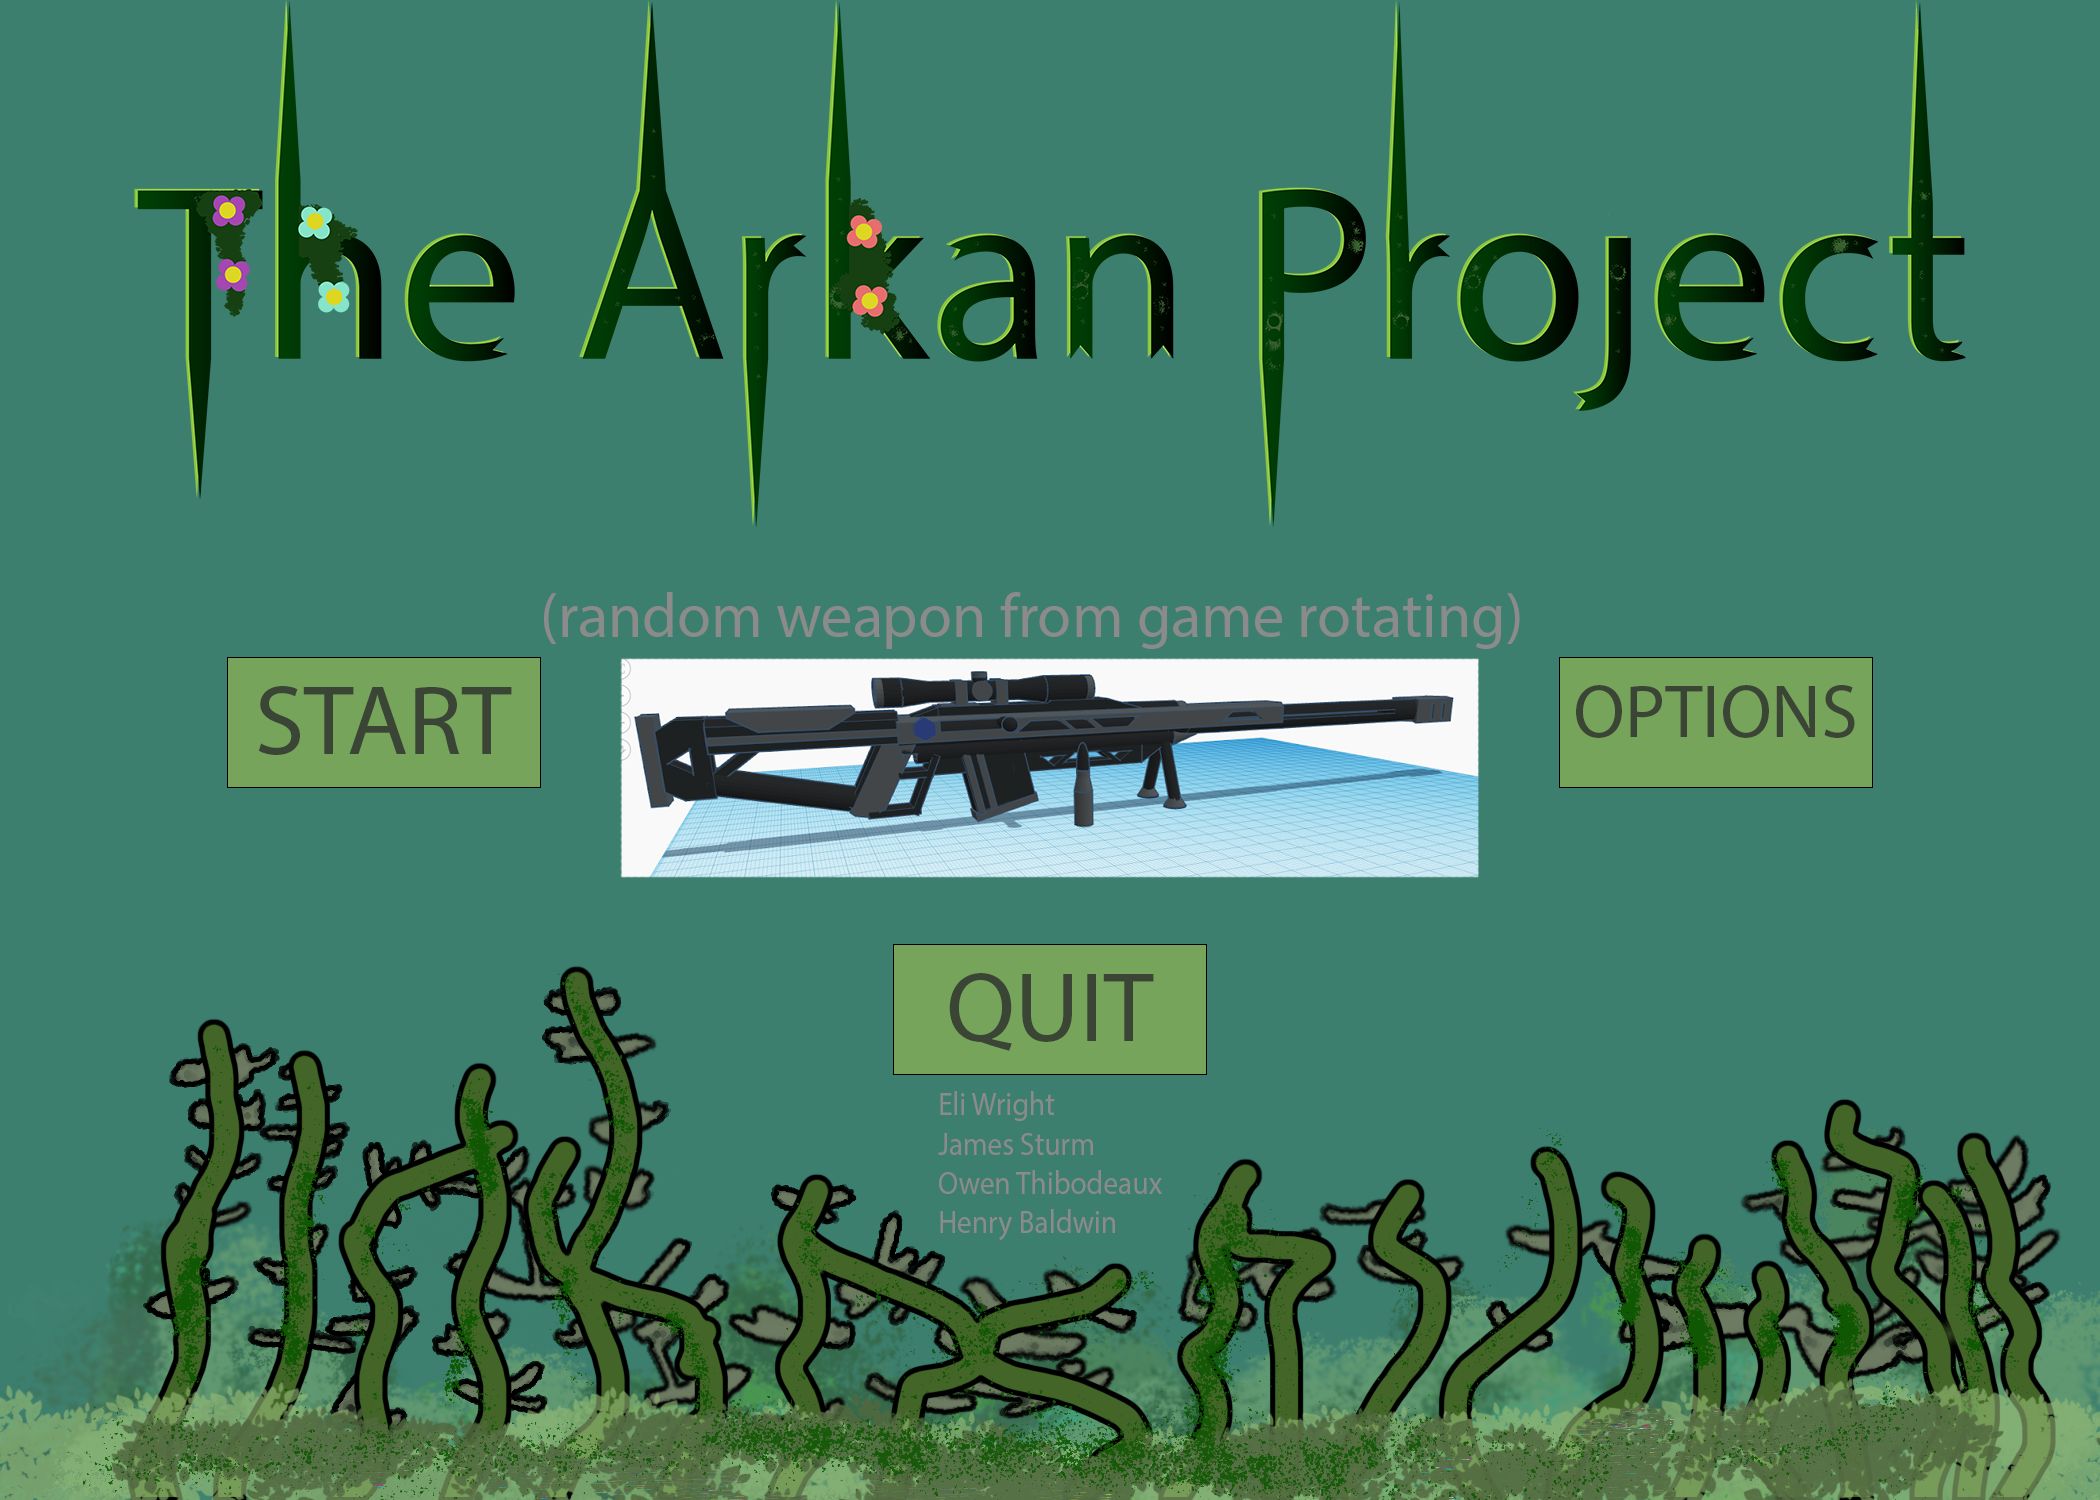 The Arkan Project
(random weapon from game rotating)
START
OPTIONS
QUIT
Eli Wright
James Sturm
Owen Thibodeaux
Henry Baldwin